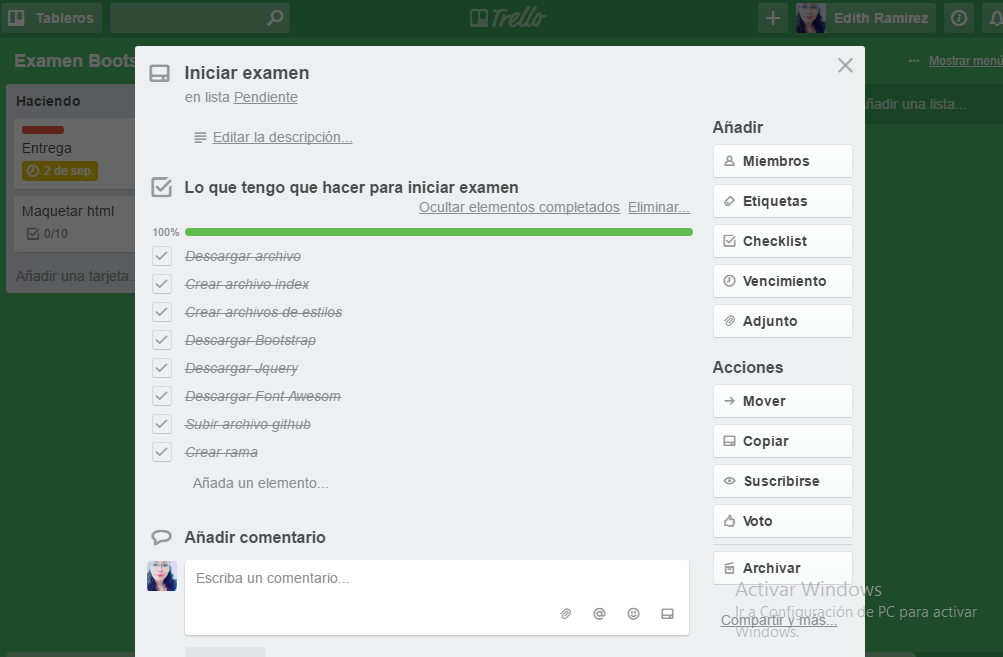 Tableros
Trello
Edith Ramirez
Examen Boots
Mostrar menú
Haciendo
Entrega
2 de sep.
Maquetar html
0/10
Añadir una tarjeta...
ñadir una lista...
Iniciar examen
en lista Pendiente
Editar la descripción...
Lo que tengo que hacer para iniciar examen
Ocultar elementos completados Eliminar...
100%
Descargar archivo
Crear archivo index
Crear archivos de estilos
Descargar Bootstrap
Descargar Jquery
Descargar Font Awesom
Subir archivo github
Crear rama
Añada un elemento...
Añadir comentario
Escriba un comentario...
Añadir
Miembros
Etiquetas
Checklist
Vencimiento
Adjunto
Acciones
Mover
Copiar
Suscribirse
Voto
Archivar
Compartir y más...
Activar Windows
Ir a Configuración de PC para activar
Windows.